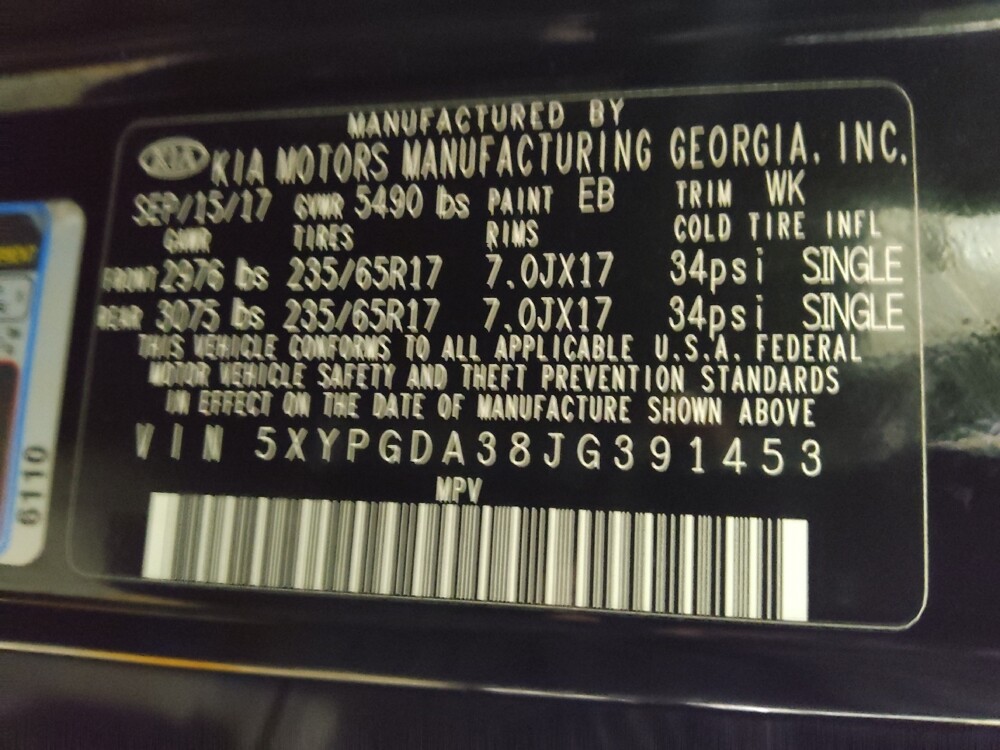 MANUFACTURED BY
KIA KIA MOTORS MANUFACTURING GEORGIA, INC.
SEP/15/17 GVWR 5490 lbs PAINT EB TRIM WK
GAWR TIRES RIMS COLD TIRE INFL
FRONT 2976 lbs 235/65R17 7.0JX17 34psi SINGLE
REAR 3075 lbs 235/65R17 7.0JX17 34psi SINGLE
THIS VEHICLE CONFORMS TO ALL APPLICABLE U.S.A. FEDERAL
MOTOR VEHICLE SAFETY AND THEFT PREVENTION STANDARDS
IN EFFECT ON THE DATE OF MANUFACTURE SHOWN ABOVE
VIN 5XYPGDA38JG391453
MPV
6110